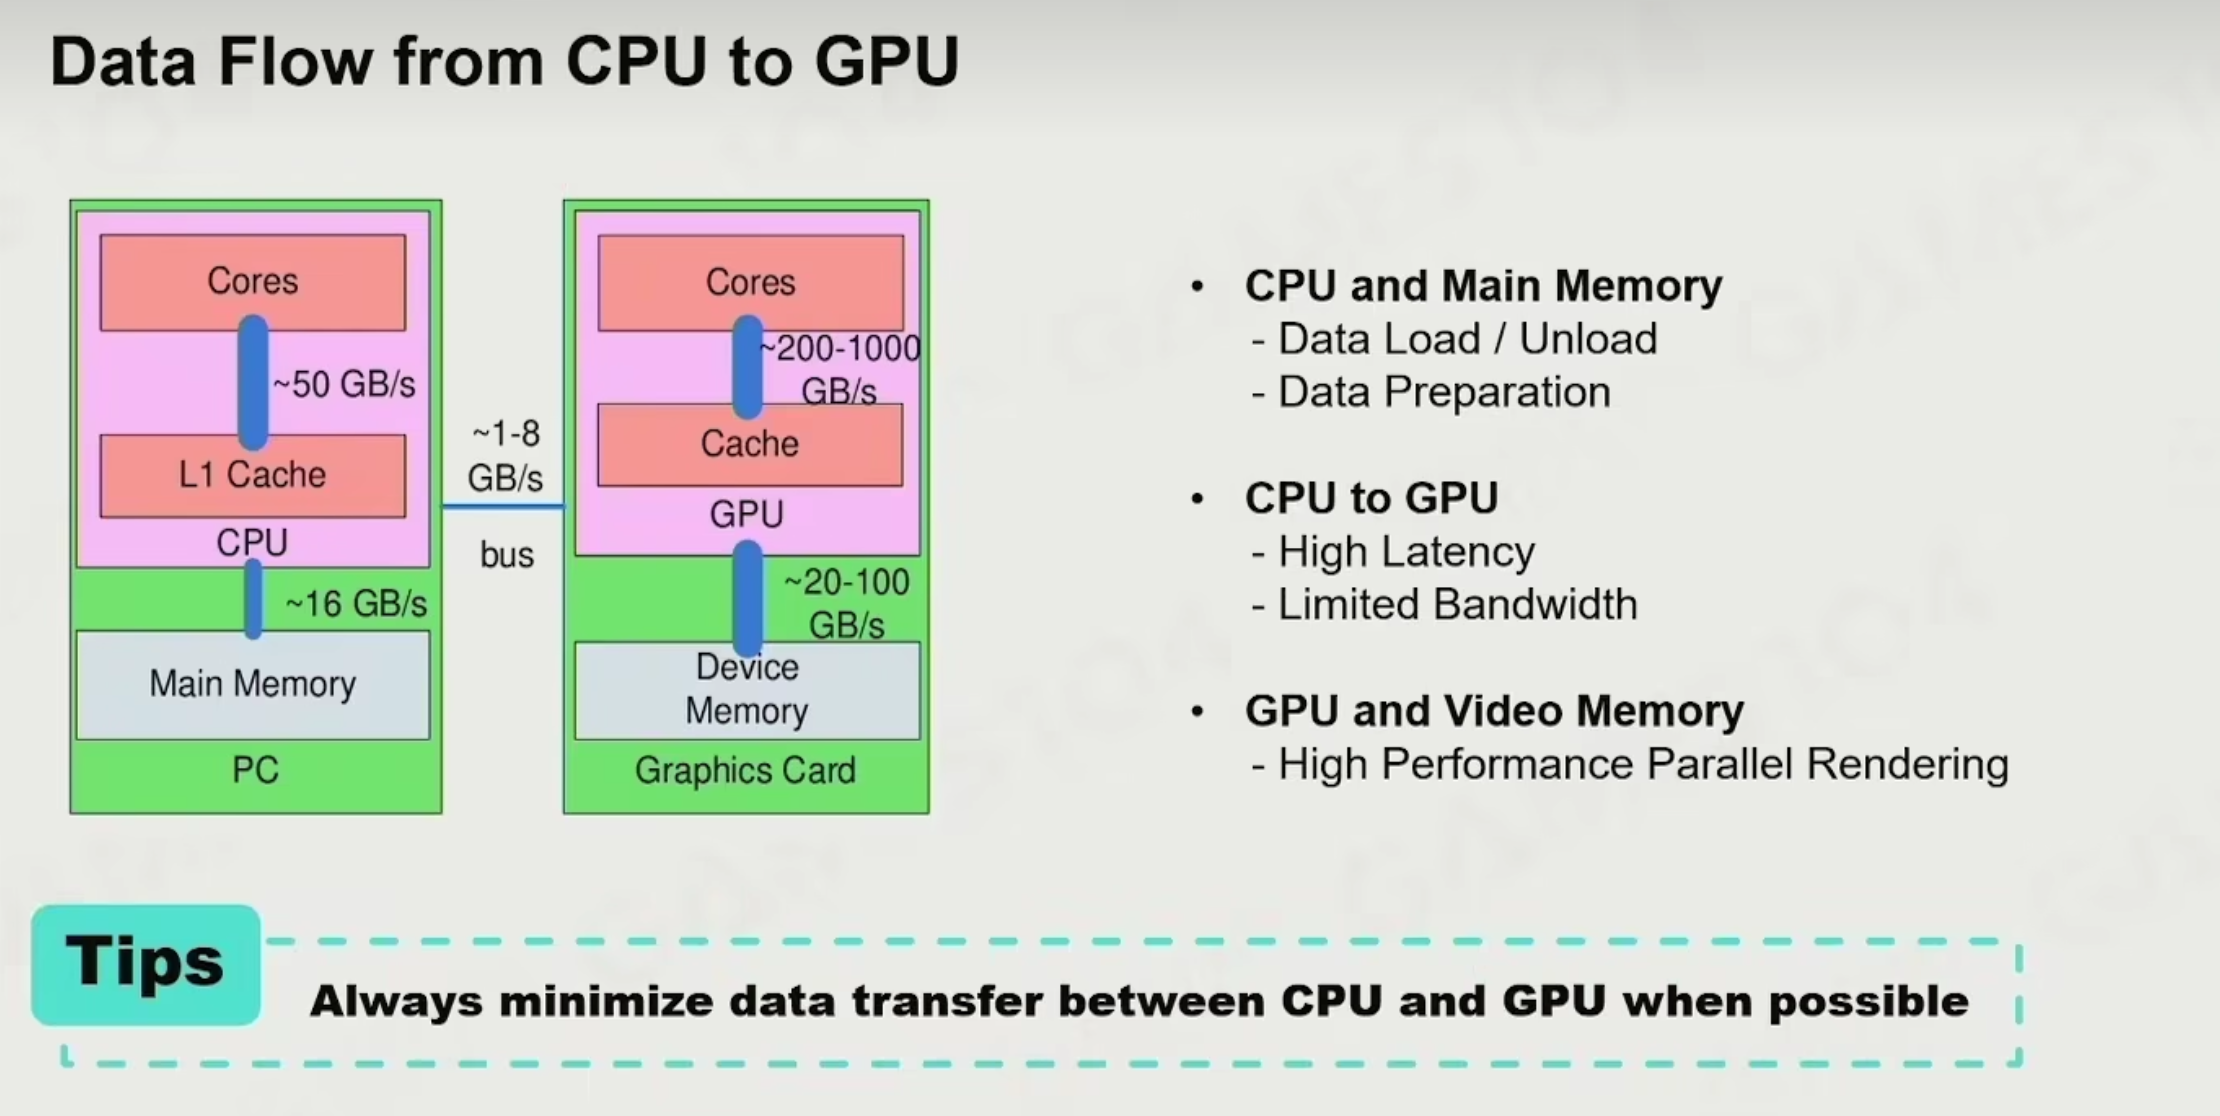 Data Flow from CPU to GPU
Cores
~50 GB/s
L1 Cache
CPU
~16 GB/s
Main Memory
PC
~1-8
GB/s
bus
Cores
~200-1000
GB/s
Cache
GPU
~20-100
GB/s
Device
Memory
Graphics Card
• CPU and Main Memory
- Data Load / Unload
- Data Preparation
• CPU to GPU
- High Latency
- Limited Bandwidth
• GPU and Video Memory
- High Performance Parallel Rendering
Tips
Always minimize data transfer between CPU and GPU when possible